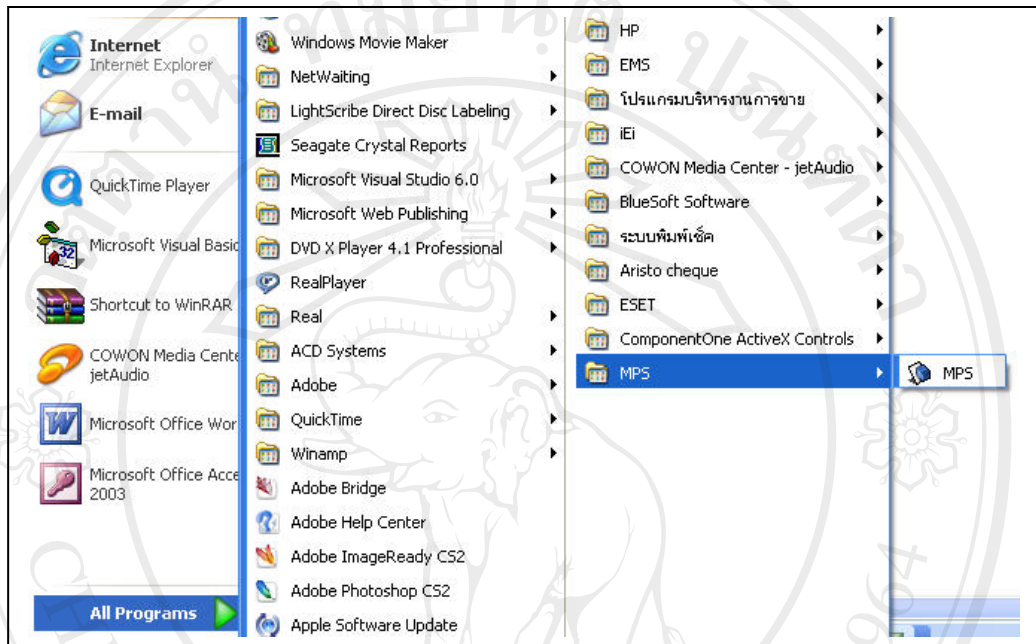 Internet
Internet Explorer
E-mail
QuickTime Player
Microsoft Visual Basic
Shortcut to WinRAR
COWON Media Cente
jetAudio
Microsoft Office Wor
Microsoft Office Acce
2003
All Programs
Windows Movie Maker
NetWaiting
LightScribe Direct Disc Labeling
Seagate Crystal Reports
Microsoft Visual Studio 6.0
Microsoft Web Publishing
DVD X Player 4.1 Professional
RealPlayer
Real
ACD Systems
Adobe
QuickTime
Winamp
Adobe Bridge
Adobe Help Center
Adobe ImageReady CS2
Adobe Photoshop CS2
Apple Software Update
HP
EMS
โปรแกรมบริหารงานการขาย
iEi
COWON Media Center - jetAudio
BlueSoft Software
ระบบพิมพ์เช็ค
Aristo cheque
ESET
ComponentOne ActiveX Controls
MPS
MPS